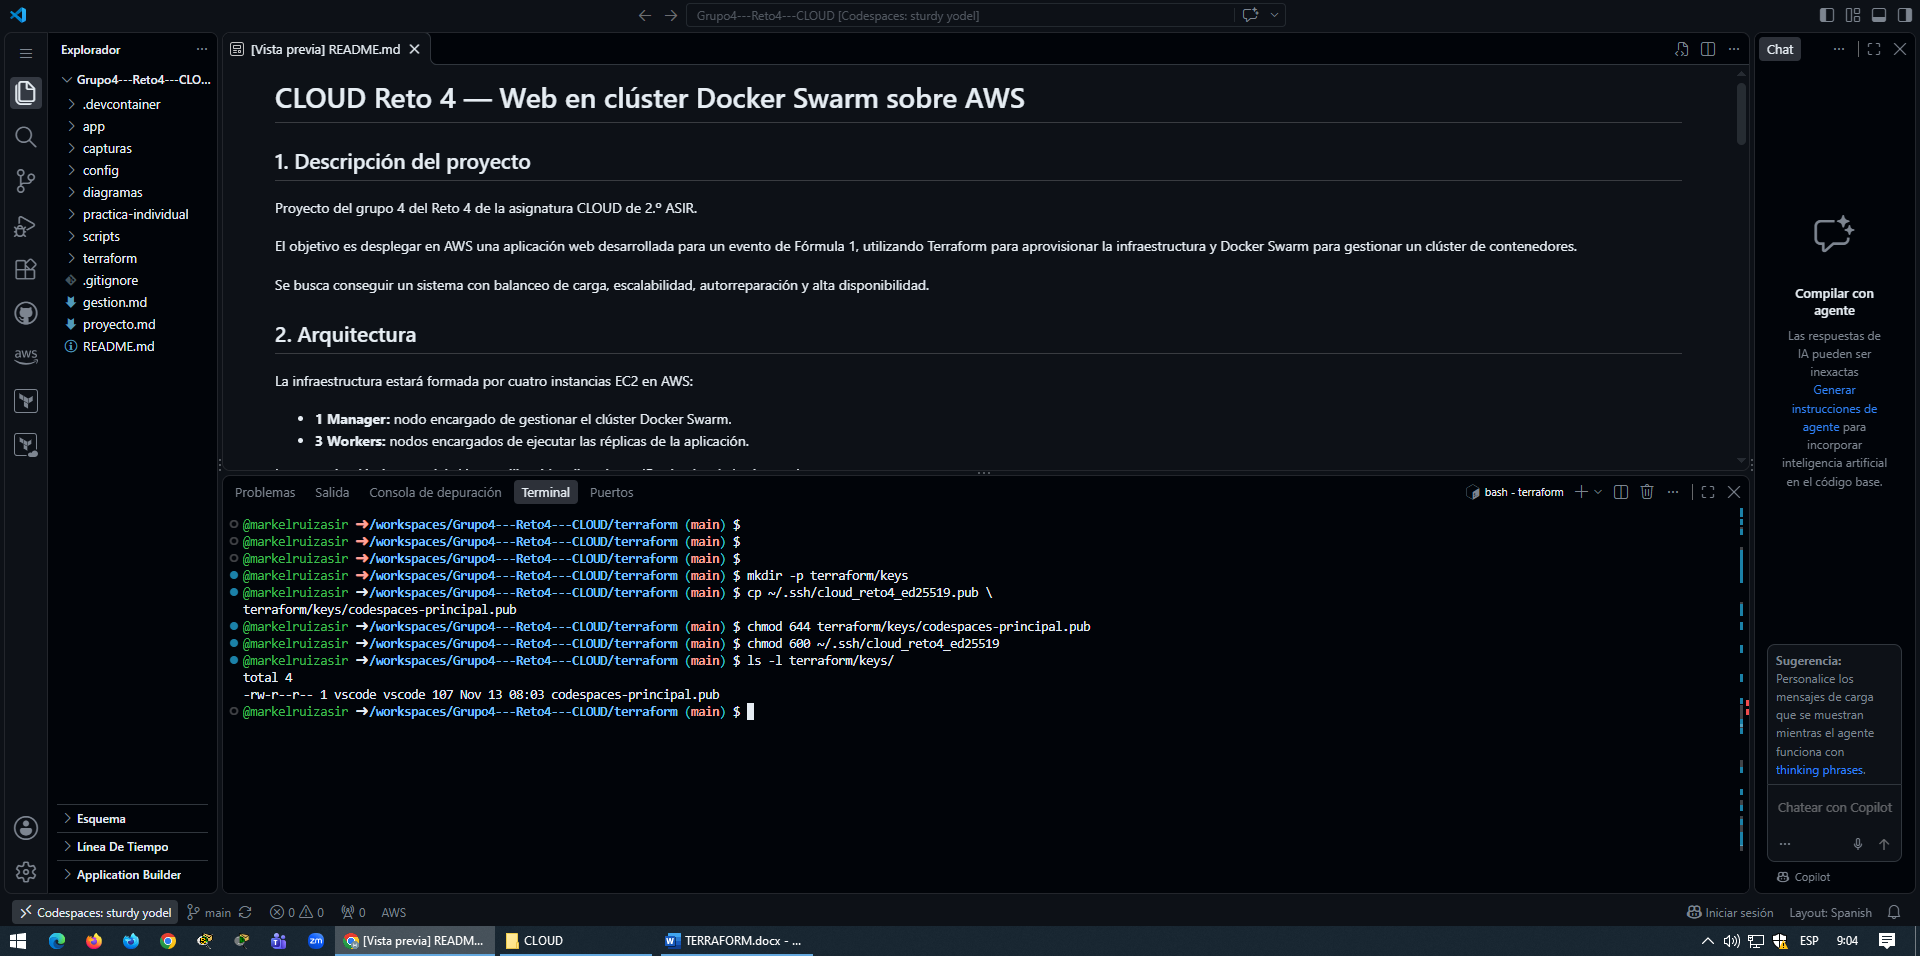 Grupo4---Reto4---CLOUD [Codespaces: sturdy yodel]
Explorador
Grupo4---Reto4---CLO...
.devcontainer
app
capturas
config
diagramas
practica-individual
scripts
terraform
.gitignore
gestion.md
proyecto.md
README.md
aws
Esquema
Línea De Tiempo
Application Builder
[Vista previa] README.md
CLOUD Reto 4 — Web en clúster Docker Swarm sobre AWS
1. Descripción del proyecto
Proyecto del grupo 4 del Reto 4 de la asignatura CLOUD de 2.º ASIR.
El objetivo es desplegar en AWS una aplicación web desarrollada para un evento de Fórmula 1, utilizando Terraform para aprovisionar la infraestructura y Docker Swarm para gestionar un clúster de contenedores.
Se busca conseguir un sistema con balanceo de carga, escalabilidad, autorreparación y alta disponibilidad.
2. Arquitectura
La infraestructura estará formada por cuatro instancias EC2 en AWS:
• 1 Manager: nodo encargado de gestionar el clúster Docker Swarm.
• 3 Workers: nodos encargados de ejecutar las réplicas de la aplicación.
Problemas Salida Consola de depuración Terminal Puertos
bash - terraform
@markelruizasir ➜/workspaces/Grupo4---Reto4---CLOUD/terraform (main) $
@markelruizasir ➜/workspaces/Grupo4---Reto4---CLOUD/terraform (main) $
@markelruizasir ➜/workspaces/Grupo4---Reto4---CLOUD/terraform (main) $
@markelruizasir ➜/workspaces/Grupo4---Reto4---CLOUD/terraform (main) $ mkdir -p terraform/keys
@markelruizasir ➜/workspaces/Grupo4---Reto4---CLOUD/terraform (main) $ cp ~/.ssh/cloud_reto4_ed25519.pub \
terraform/keys/codespaces-principal.pub
@markelruizasir ➜/workspaces/Grupo4---Reto4---CLOUD/terraform (main) $ chmod 644 terraform/keys/codespaces-principal.pub
@markelruizasir ➜/workspaces/Grupo4---Reto4---CLOUD/terraform (main) $ chmod 600 ~/.ssh/cloud_reto4_ed25519
@markelruizasir ➜/workspaces/Grupo4---Reto4---CLOUD/terraform (main) $ ls -l terraform/keys/
total 4
-rw-r--r-- 1 vscode vscode 107 Nov 13 08:03 codespaces-principal.pub
@markelruizasir ➜/workspaces/Grupo4---Reto4---CLOUD/terraform (main) $
Chat
Compilar con
agente
Las respuestas de
IA pueden ser
inexactas
Generar
instrucciones de
agente para
incorporar
inteligencia artificial
en el código base.
Sugerencia:
Personalice los
mensajes de carga
que se muestran
mientras el agente
funciona con
thinking phrases.
Chatear con Copilot
Copilot
Codespaces: sturdy yodel main 0 0 0 AWS
Iniciar sesión Layout: Spanish
[Vista previa] READM...
CLOUD
TERRAFORM.docx - ...
ESP 9:04